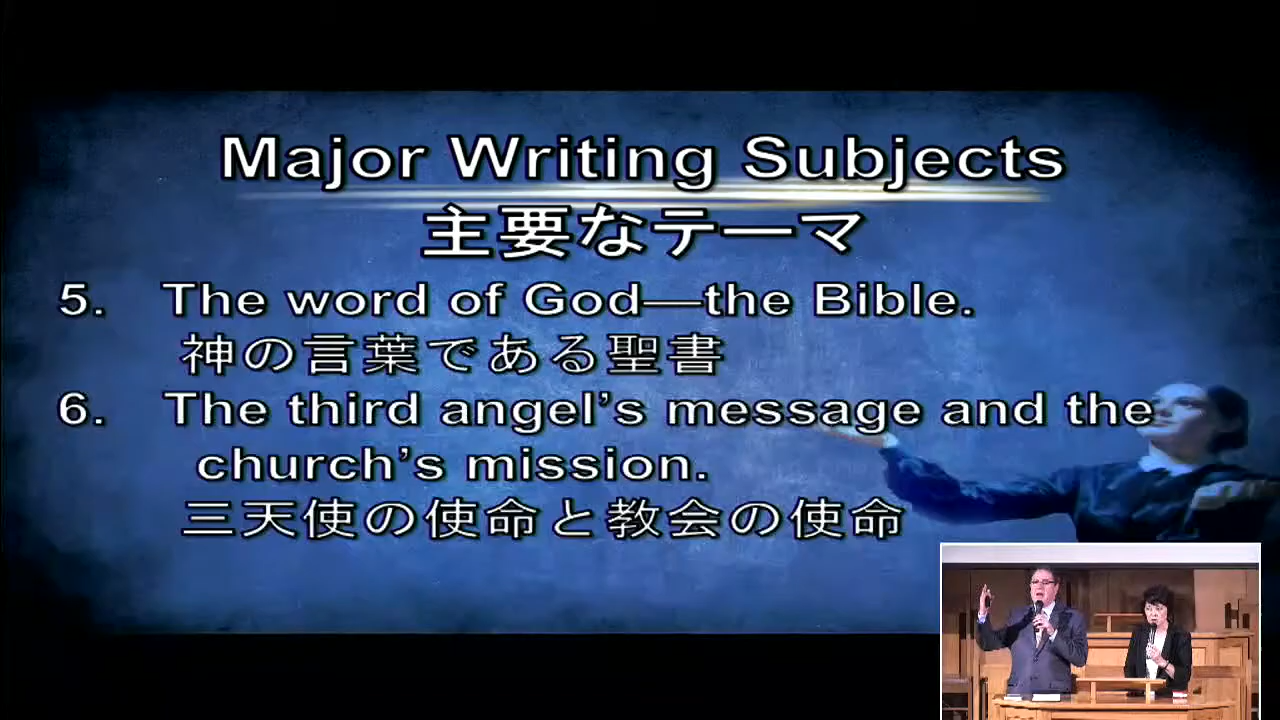 Major Writing Subjects
主要なテーマ
5. The word of God—the Bible.
神の言葉である聖書
6. The third angel’s message and the
church’s mission.
三天使の使命と教会の使命